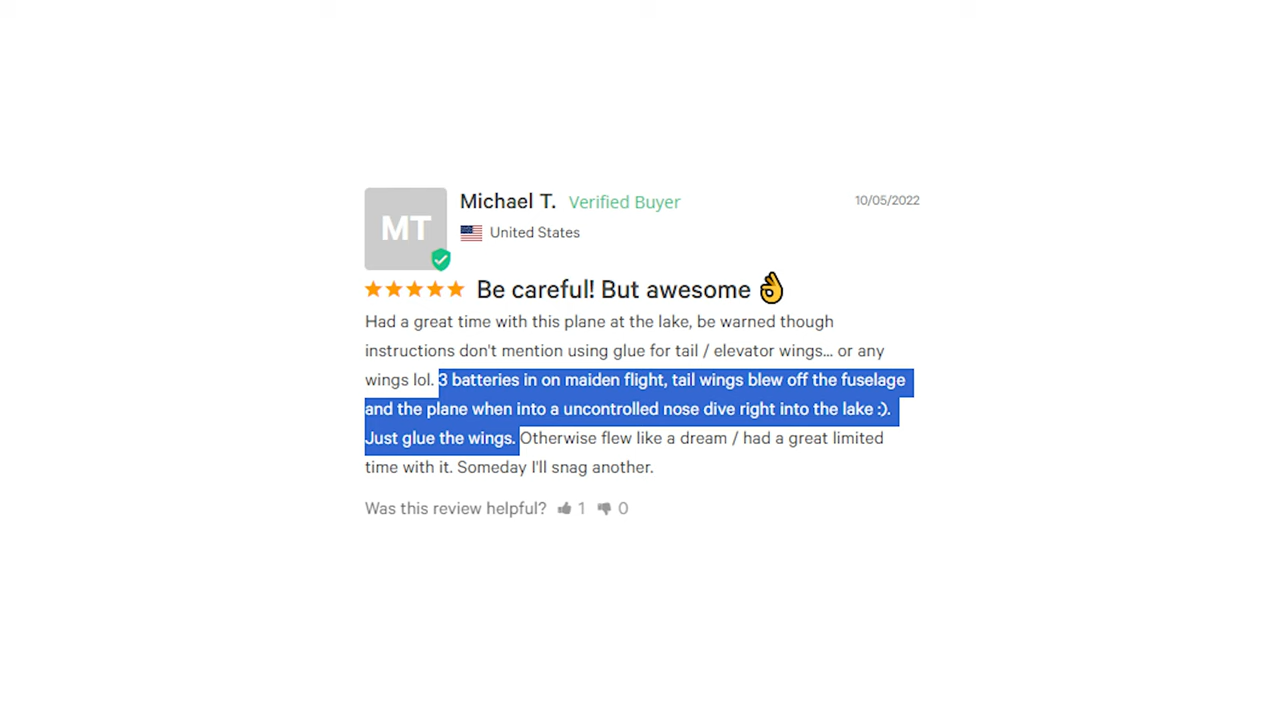 MT
Michael T. Verified Buyer 10/05/2022
United States
Be careful! But awesome 👌
Had a great time with this plane at the lake, be warned though
instructions don't mention using glue for tail / elevator wings... or any
wings lol. 3 batteries in on maiden flight, tail wings blew off the fuselage
and the plane when into a uncontrolled nose dive right into the lake :).
Just glue the wings. Otherwise flew like a dream / had a great limited
time with it. Someday I'll snag another.
Was this review helpful? 1 0